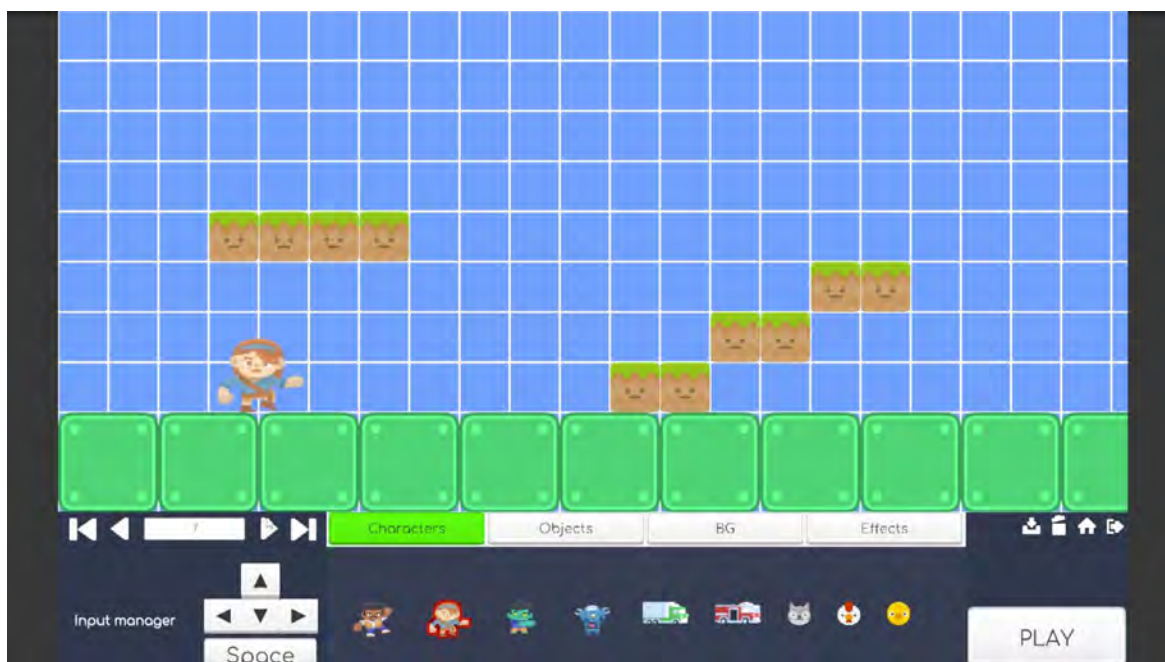 Characters
Objects
BG
Effects
Input manager
Space
PLAY